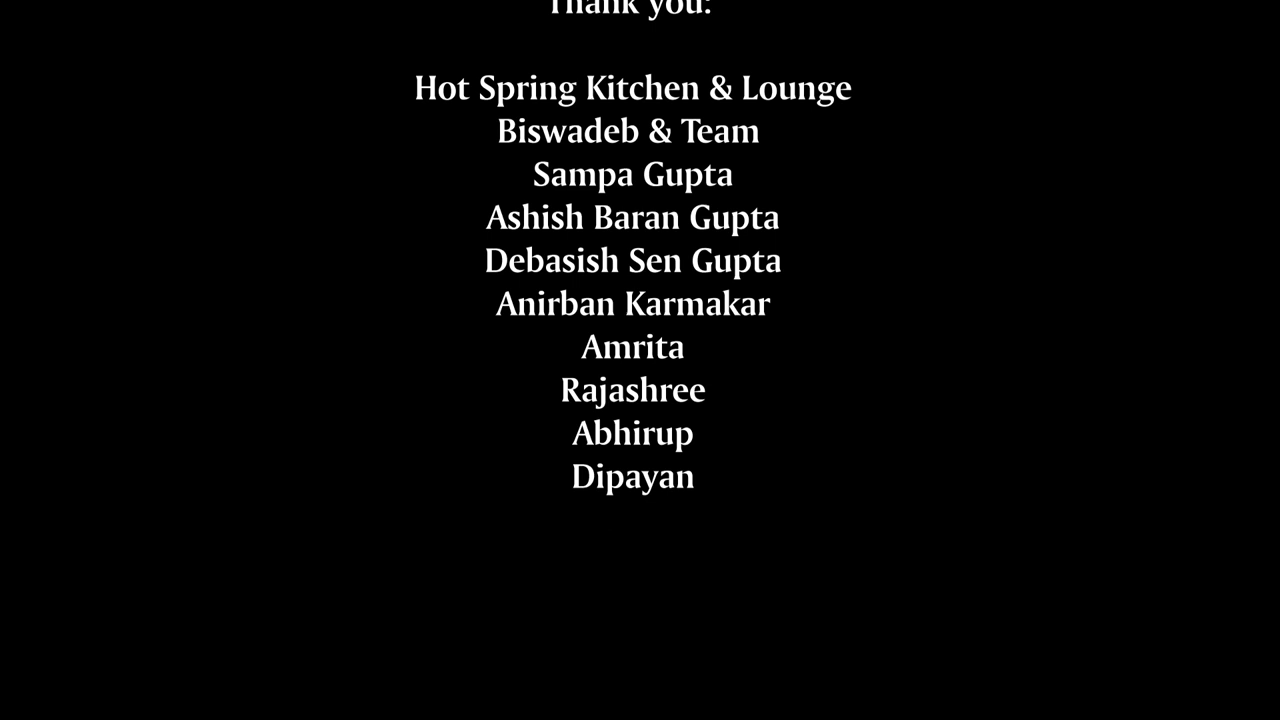 Thank you:
Hot Spring Kitchen & Lounge
Biswadeb & Team
Sampa Gupta
Ashish Baran Gupta
Debasish Sen Gupta
Anirban Karmakar
Amrita
Rajashree
Abhirup
Dipayan